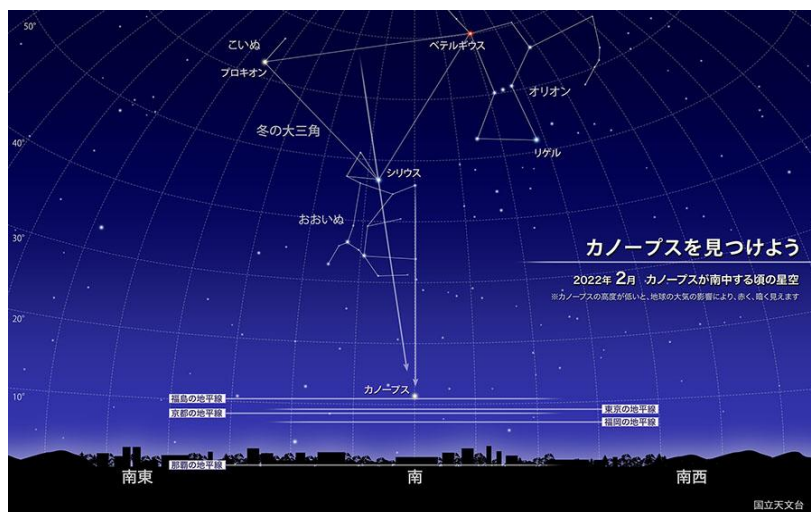 50°
こいぬ
プロキオン
ベテルギウス
オリオン
リゲル
冬の大三角
40°
シリウス
おおいぬ
30°
カノープスを見つけよう
2022年 2月 カノープスが南中する頃の星空
※カノープスの高度が低いと、地球の大気の影響により、赤く、暗く見えます
20°
10°
カノープス
福島の地平線
東京の地平線
京都の地平線
福岡の地平線
那覇の地平線
南東
南
南西
国立天文台